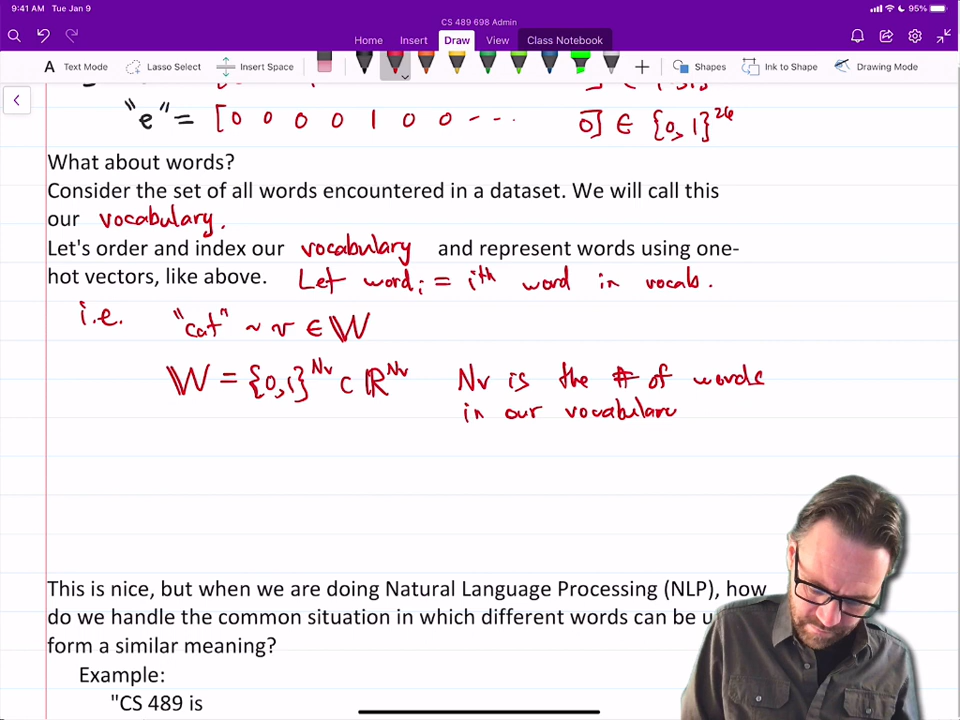 9:41 AM Tue Jan 9
95%
CS 489 698 Admin
Home Insert Draw View Class Notebook
A Text Mode Lasso Select Insert Space Shapes Ink to Shape Drawing Mode
"e" = [0 0 0 0 1 0 0 -- ... 0] ∈ {0,1}²⁶
What about words?
Consider the set of all words encountered in a dataset. We will call this
our vocabulary.
Let's order and index our vocabulary and represent words using one-
hot vectors, like above. Let wordᵢ = iᵗʰ word in vocab.
i.e. "cat" ~ v ∈ 𝕎
𝕎 = {0,1}^Nv ⊂ ℝ^Nv Nv is the # of words
in our vocabular
This is nice, but when we are doing Natural Language Processing (NLP), how
do we handle the common situation in which different words can be u
form a similar meaning?
Example:
"CS 489 is